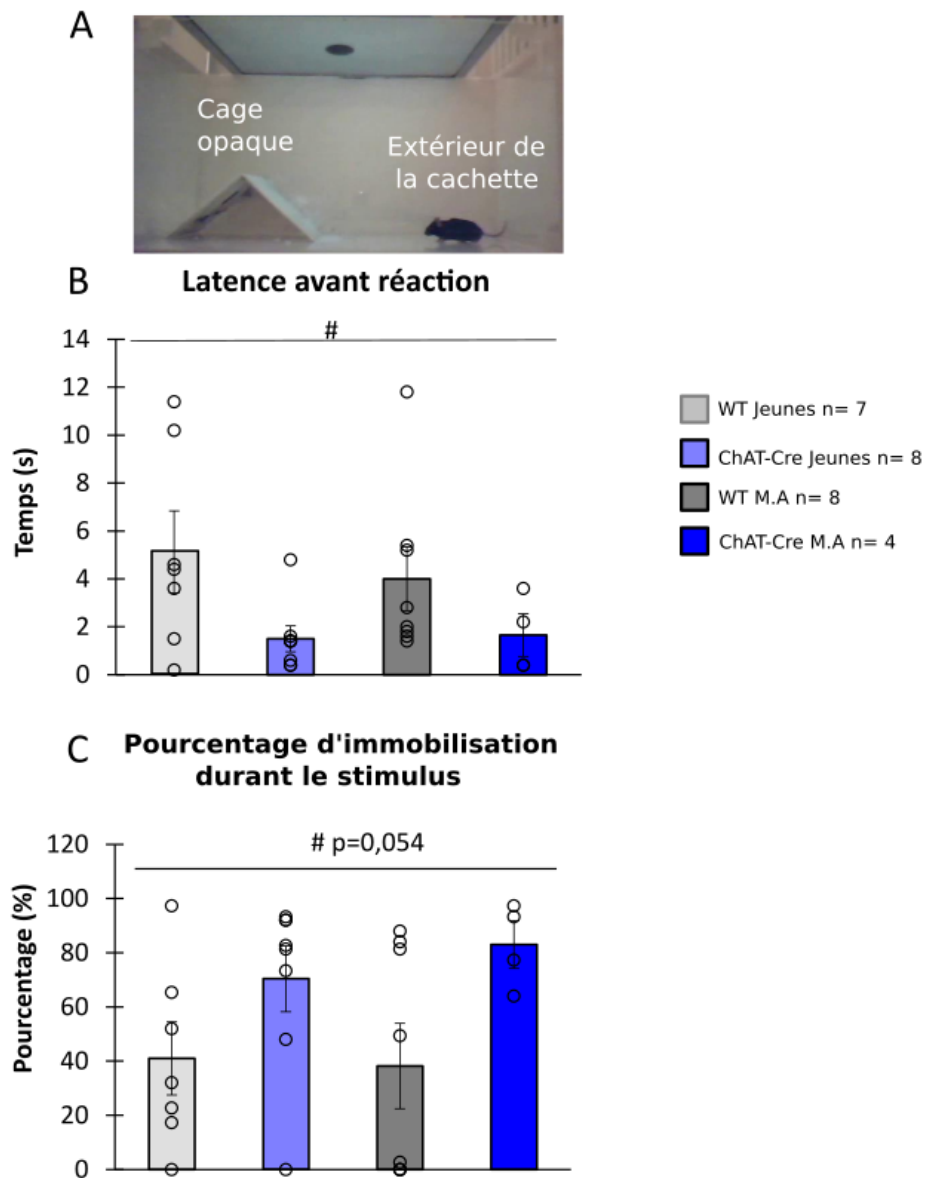 A
Cage
opaque
Extérieur de
la cachette
B
Latence avant réaction
#
14
12
10
8
6
4
2
0
Temps (s)
WT Jeunes n= 7
ChAT-Cre Jeunes n= 8
WT M.A n= 8
ChAT-Cre M.A n= 4
C
Pourcentage d'immobilisation
durant le stimulus
# p=0,054
120
100
80
60
40
20
0
Pourcentage (%)